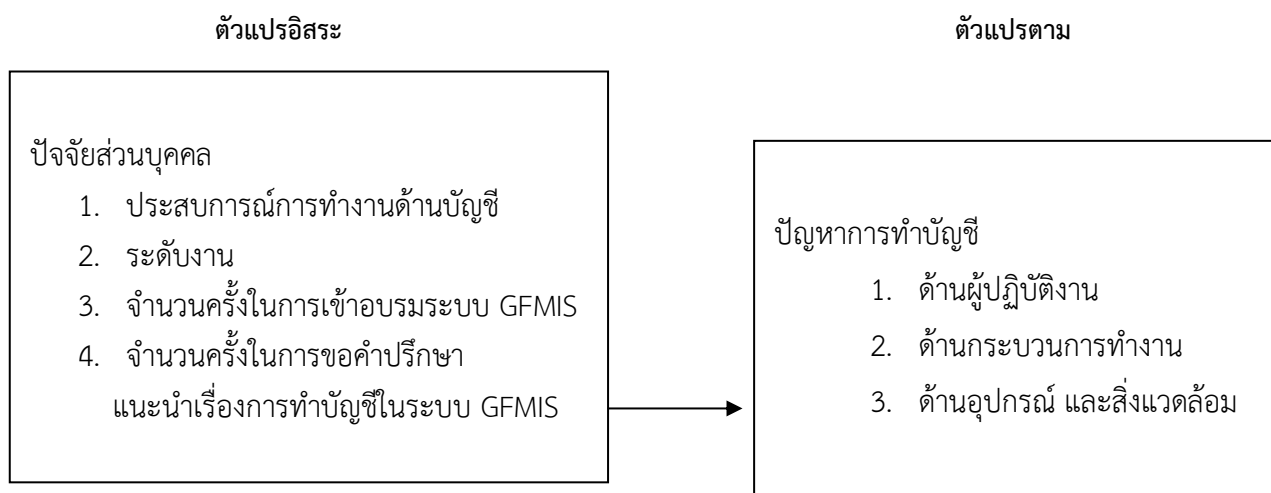 ตัวแปรอิสระ
ตัวแปรตาม
ปัจจัยส่วนบุคคล
1. ประสบการณ์การทำงานด้านบัญชี
2. ระดับงาน
3. จำนวนครั้งในการเข้าอบรมระบบ GFMIS
4. จำนวนครั้งในการขอคำปรึกษา
แนะนำเรื่องการทำบัญชีในระบบ GFMIS
ปัญหาการทำบัญชี
1. ด้านผู้ปฏิบัติงาน
2. ด้านกระบวนการทำงาน
3. ด้านอุปกรณ์ และสิ่งแวดล้อม